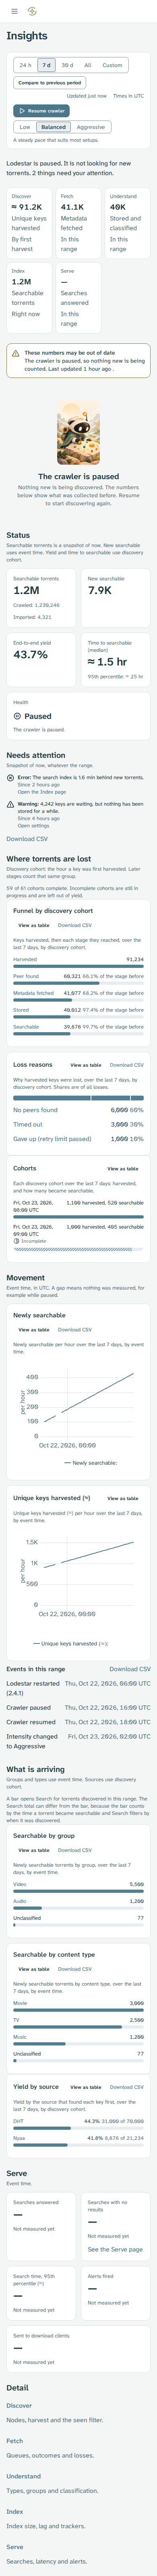 Insights
24 h 7 d 30 d All Custom
Compare to previous period
Updated just now Times in UTC
Resume crawler
Low Balanced Aggressive
A steady pace that suits most setups.
Lodestar is paused. It is not looking for new
torrents. 2 things need your attention.
Discover
≈ 91.2K
Unique keys
harvested
By first
harvest
Fetch
41.1K
Metadata
fetched
In this
range
Understand
40K
Stored and
classified
In this
range
Index
1.2M
Searchable
torrents
Right now
Serve
—
Searches
answered
In this
range
These numbers may be out of date
The crawler is paused, so nothing new is being
counted. Last updated 1 hour ago .
The crawler is paused
Nothing new is being discovered. The numbers
below show what was collected before. Resume
to start discovering again.
Status
Searchable torrents is a snapshot of now. New searchable
uses event time. Yield and time to searchable use discovery
cohort.
Searchable torrents
1.2M
Crawled: 1,230,246
Imported: 4,321
New searchable
7.9K
End-to-end yield
43.7%
Time to searchable
(median)
≈ 1.5 hr
95th percentile: ≈ 25 hr
Health
Paused
The crawler is paused.
Needs attention
Snapshot of now, whatever the range.
Error: The search index is 1.6 min behind new torrents.
Since 2 hours ago
Open the Index page
Warning: 4,242 keys are waiting, but nothing has been
stored for a while.
Since 4 hours ago
Open settings
Download CSV
Where torrents are lost
Discovery cohort: the hour a key was first harvested. Later
stages count that same group.
59 of 61 cohorts complete. Incomplete cohorts are still in
progress and are left out of yield.
Funnel by discovery cohort
View as table Download CSV
Keys harvested, then each stage they reached, over the
last 7 days, by discovery cohort.
Harvested 91,234
Peer found 60,321 66.1% of the stage before
Metadata fetched 41,077 68.2% of the stage before
Stored 40,012 97.4% of the stage before
Searchable 39,876 99.7% of the stage before
Loss reasons View as table Download CSV
Why harvested keys were lost, over the last 7 days, by
discovery cohort. Shares are of all losses.
No peers found 6,000 60%
Timed out 3,000 30%
Gave up (retry limit passed) 1,000 10%
Cohorts View as table
Each discovery cohort over the last 7 days: harvested,
and how many became searchable.
Fri, Oct 23, 2026, 1,100 harvested, 520 searchable
00:00 UTC
Fri, Oct 23, 2026, 1,000 harvested, 405 searchable
09:00 UTC
Incomplete
Movement
Event time, in UTC. A gap means nothing was measured, for
example while paused.
Newly searchable
View as table Download CSV
Newly searchable per hour over the last 7 days, by event
time.
400
300
200
100
0
per hour
Oct 22, 2026, 00:00
Newly searchable:
Unique keys harvested (≈) View as table
Unique keys harvested (≈) per hour over the last 7 days,
by event time.
1.5K
1K
500
0
per hour
Oct 22, 2026, 00:00
Unique keys harvested (≈):
Events in this range Download CSV
Lodestar restarted Thu, Oct 22, 2026, 06:00 UTC
(2.4.1)
Crawler paused Thu, Oct 22, 2026, 16:00 UTC
Crawler resumed Thu, Oct 22, 2026, 18:00 UTC
Intensity changed Fri, Oct 23, 2026, 02:00 UTC
to Aggressive
What is arriving
Groups and types use event time. Sources use discovery
cohort.
A bar opens Search for torrents discovered in this range. The
Search total can differ from the bar, because the bar counts
by the time a torrent became searchable and Search filters by
when it was discovered.
Searchable by group
View as table Download CSV
Newly searchable torrents by group, over the last 7
days, by event time.
Video 5,500
Audio 1,200
Unclassified 77
Searchable by content type
View as table Download CSV
Newly searchable torrents by content type, over the last
7 days, by event time.
Movie 3,000
TV 2,500
Music 1,200
Unclassified 77
Yield by source View as table Download CSV
Yield by the source that found each key first, over the
last 7 days, by discovery cohort.
DHT 44.3% 31,000 of 70,000
Nyaa 41.0% 8,876 of 21,234
Serve
Event time.
Searches answered
—
Not measured yet
Searches with no
results
—
Not measured yet
See the Serve page
Search time, 95th
percentile (≈)
—
Not measured yet
Alerts fired
—
Not measured yet
Sent to download clients
—
Not measured yet
Detail
Discover
Nodes, harvest and the seen filter.
Fetch
Queues, outcomes and losses.
Understand
Types, groups and classification.
Index
Index size, lag and trackers.
Serve
Searches, latency and alerts.